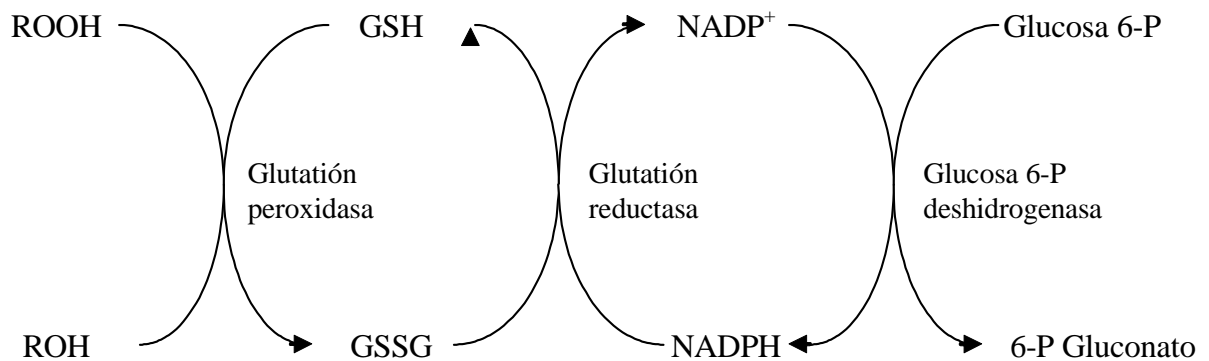 ROOH GSH NADP⁺ Glucosa 6-P
Glutatión Glutatión Glucosa 6-P
peroxidasa reductasa deshidrogenasa
ROH GSSG NADPH 6-P Gluconato